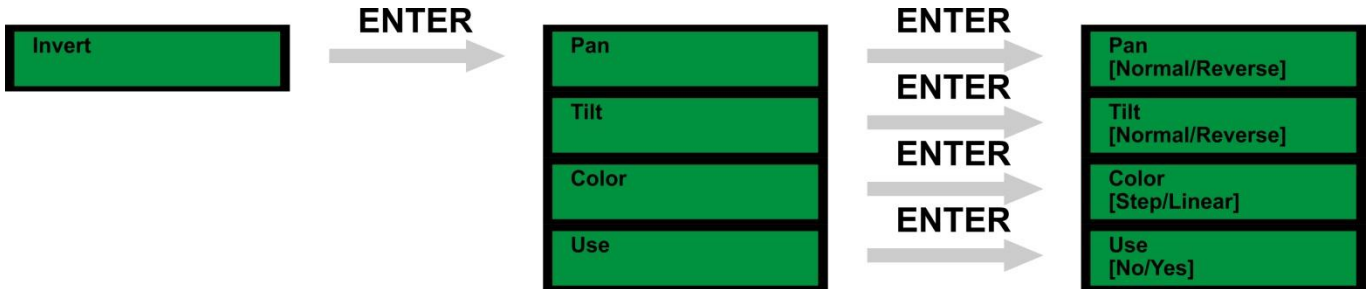 Invert
ENTER
Pan
Tilt
Color
Use
ENTER
ENTER
ENTER
ENTER
Pan
[Normal/Reverse]
Tilt
[Normal/Reverse]
Color
[Step/Linear]
Use
[No/Yes]